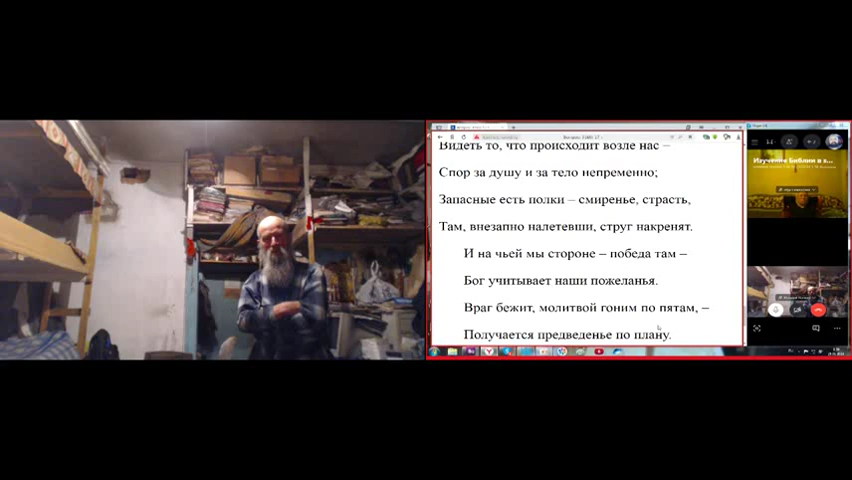 Видеть то, что происходит возле нас –
Спор за душу и за тело непременно;
Запасные есть полки – смиренье, страсть,
Там, внезапно налетевши, струг накренят.
И на чьей мы стороне – победа там –
Бог учитывает наши пожеланья.
Враг бежит, молитвой гоним по пятам, –
Получается предведенье по плану.
Изучение Библии в к...